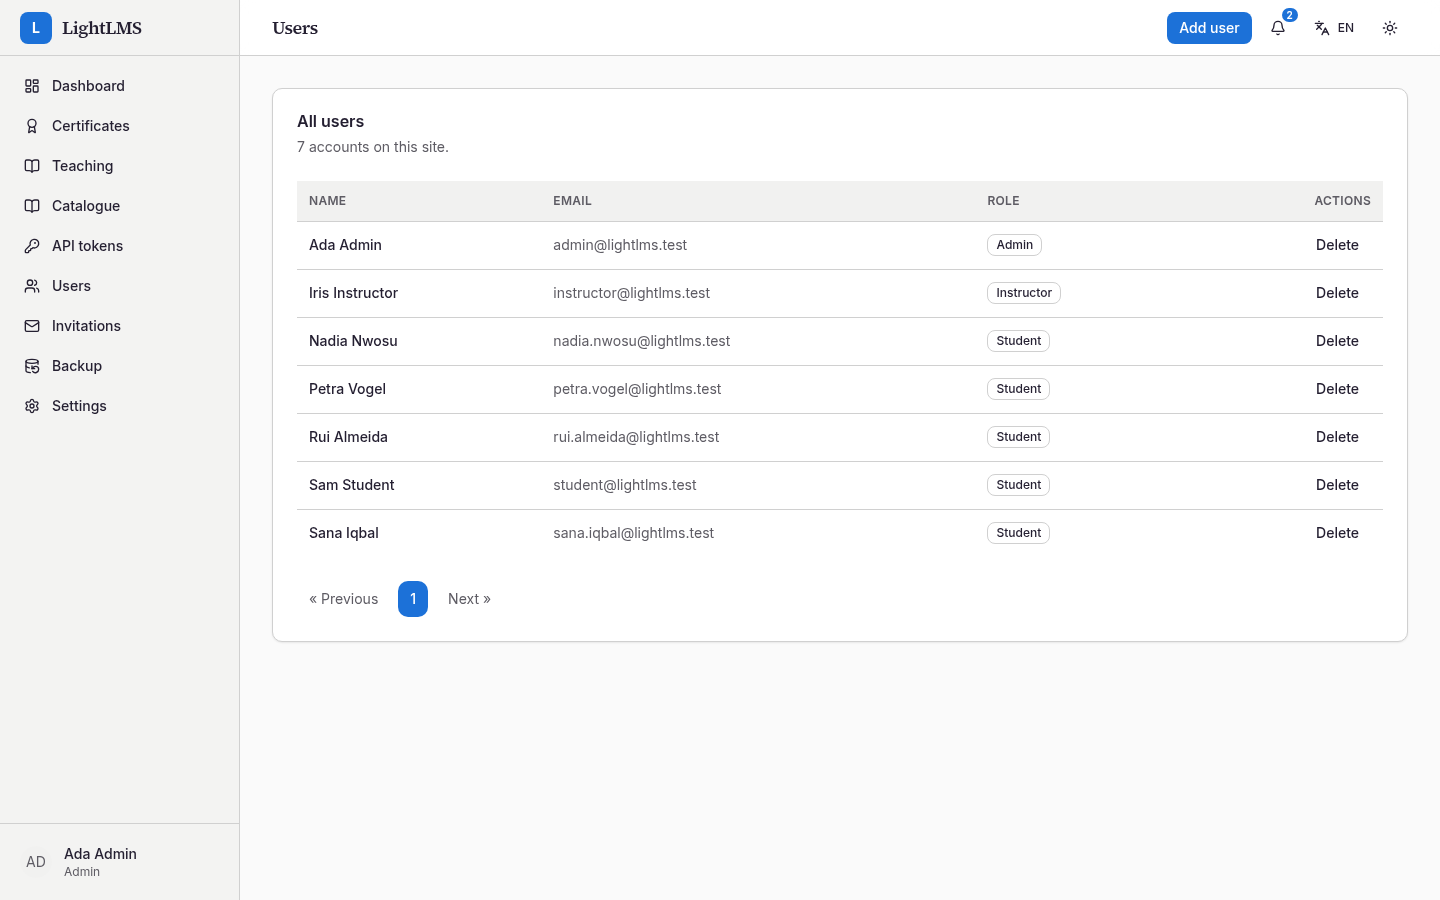 L LightLMS
Users
Add user
2
EN
Dashboard
Certificates
Teaching
Catalogue
API tokens
Users
Invitations
Backup
Settings
All users
7 accounts on this site.
NAME EMAIL ROLE ACTIONS
Ada Admin admin@lightlms.test Admin Delete
Iris Instructor instructor@lightlms.test Instructor Delete
Nadia Nwosu nadia.nwosu@lightlms.test Student Delete
Petra Vogel petra.vogel@lightlms.test Student Delete
Rui Almeida rui.almeida@lightlms.test Student Delete
Sam Student student@lightlms.test Student Delete
Sana Iqbal sana.iqbal@lightlms.test Student Delete
« Previous 1 Next »
AD
Ada Admin
Admin